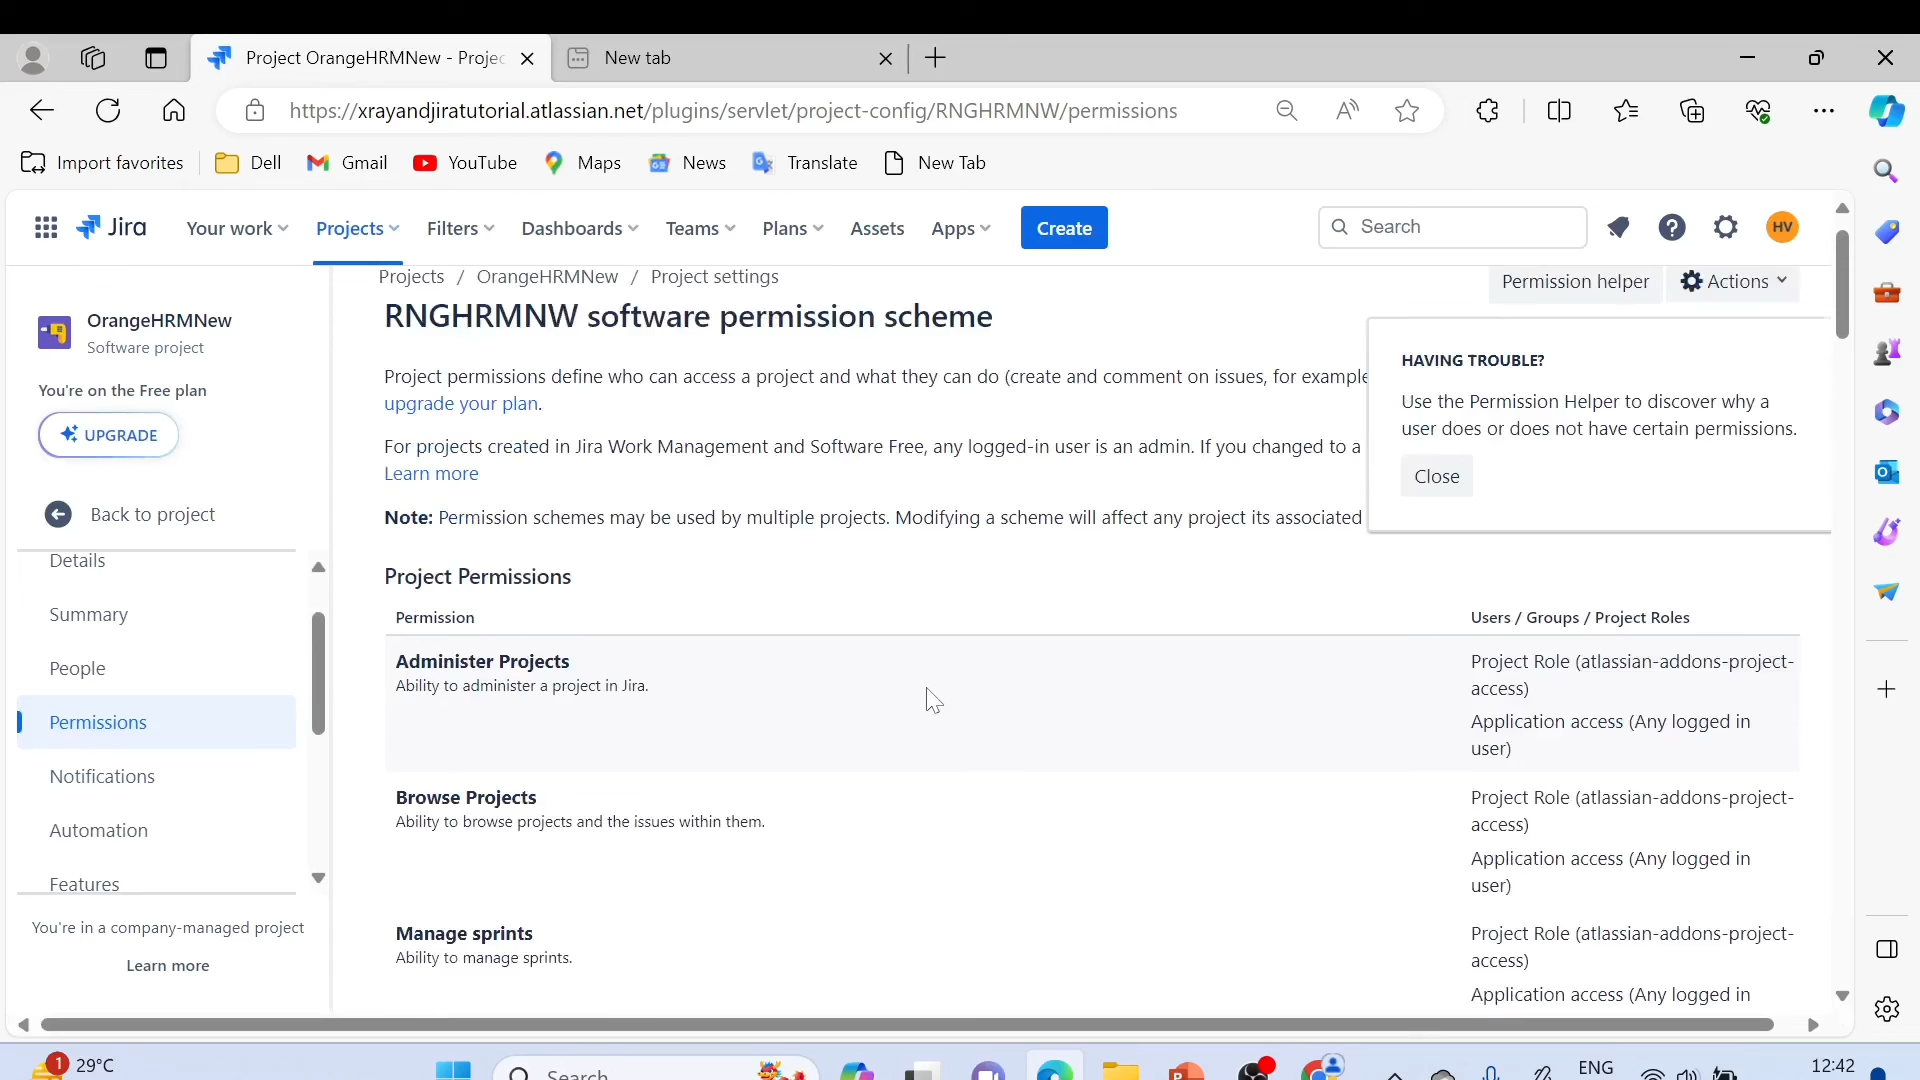 Project OrangeHRMNew - Projec
New tab
https://xrayandjiratutorial.atlassian.net/plugins/servlet/project-config/RNGHRMNW/permissions
Import favorites
Dell
Gmail
YouTube
Maps
News
Translate
New Tab
Jira
Your work
Projects
Filters
Dashboards
Teams
Plans
Assets
Apps
Create
Search
HV
OrangeHRMNew
Software project
You're on the Free plan
UPGRADE
Back to project
Details
Summary
People
Permissions
Notifications
Automation
Features
You're in a company-managed project
Learn more
Projects / OrangeHRMNew / Project settings
Permission helper
Actions
RNGHRMNW software permission scheme
Project permissions define who can access a project and what they can do (create and comment on issues, for example
upgrade your plan.
For projects created in Jira Work Management and Software Free, any logged-in user is an admin. If you changed to a
Learn more
Note: Permission schemes may be used by multiple projects. Modifying a scheme will affect any project its associated
HAVING TROUBLE?
Use the Permission Helper to discover why a
user does or does not have certain permissions.
Close
Project Permissions
Permission
Users / Groups / Project Roles
Administer Projects
Ability to administer a project in Jira.
Project Role (atlassian-addons-project-
access)
Application access (Any logged in
user)
Browse Projects
Ability to browse projects and the issues within them.
Project Role (atlassian-addons-project-
access)
Application access (Any logged in
user)
Manage sprints
Ability to manage sprints.
Project Role (atlassian-addons-project-
access)
Application access (Any logged in
1
29°C
Search
ENG
12:42